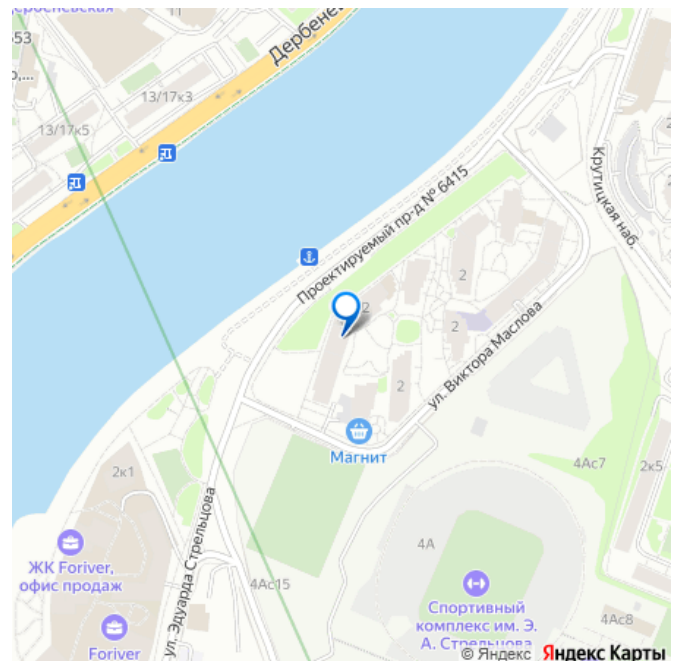 Дербене
53
13/17к3
13/17к5
Крутицкая наб.
Проектируемый пр-д № 6415
2
2
2
2
ул. Виктора Маслова
Магнит
2к1
4Ас7
2к5
ЖК Foriver,
офис продаж
ул. Эдуарда Стрельцова
4А
4Ас15
Спортивный
комплекс им. Э.
А. Стрельцова
4Ас8
Foriver
© Яндекс Яндекс Карты